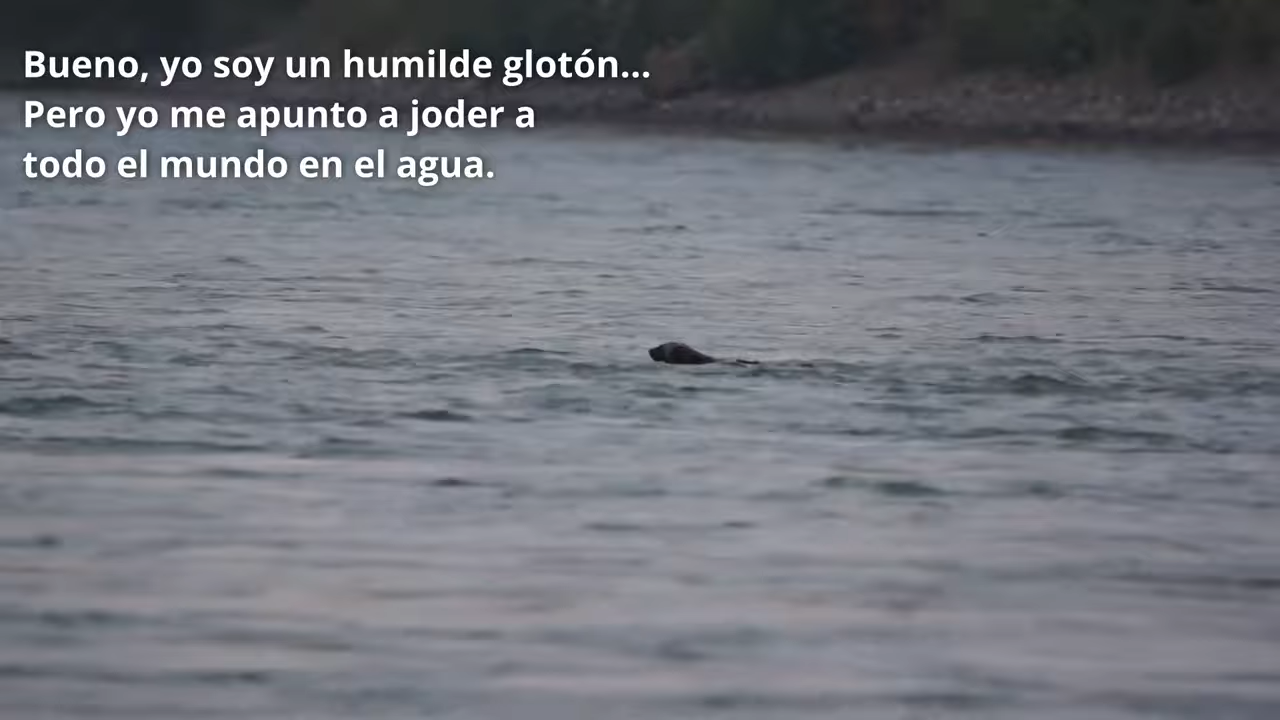 Bueno, yo soy un humilde glotón...
Pero yo me apunto a joder a
todo el mundo en el agua.